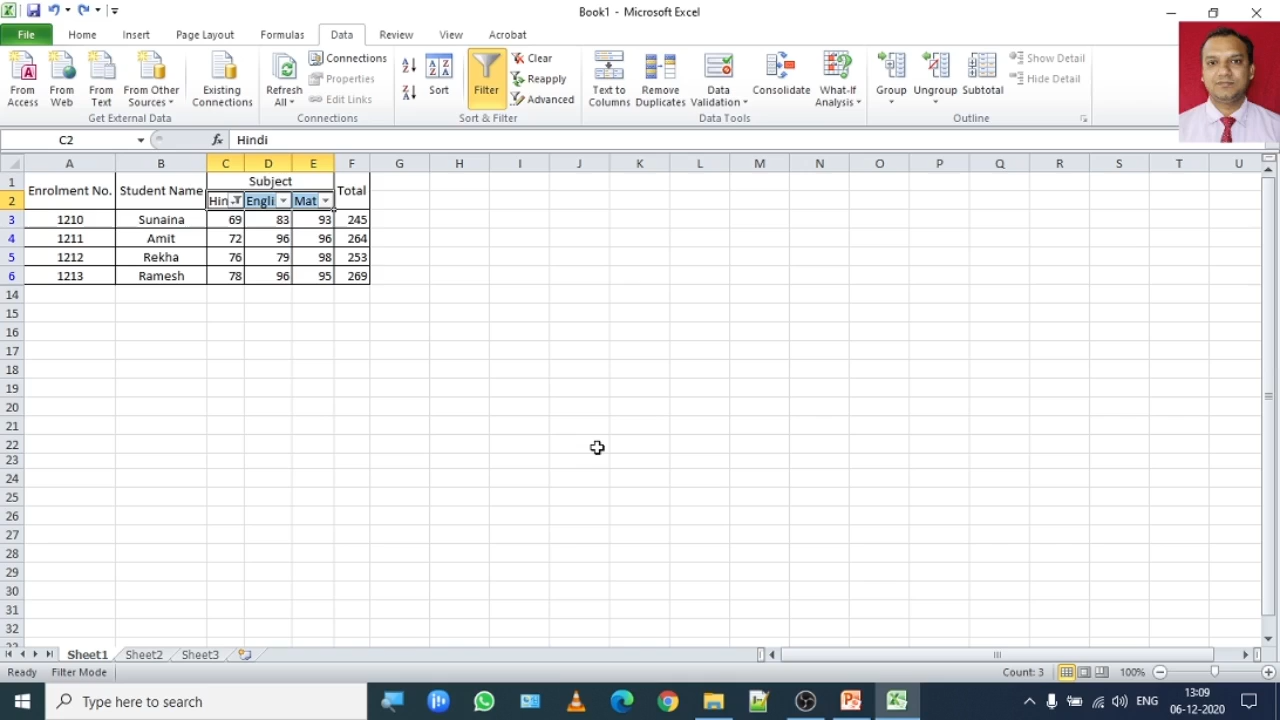 Book1 - Microsoft Excel
File Home Insert Page Layout Formulas Data Review View Acrobat
From Access
From Web
From Text
From Other Sources
Existing Connections
Get External Data
Refresh All
Connections
Properties
Edit Links
Connections
Sort
Filter
Clear
Reapply
Advanced
Sort & Filter
Text to Columns
Remove Duplicates
Data Validation
Consolidate
What-If Analysis
Data Tools
Group
Ungroup
Subtotal
Show Detail
Hide Detail
Outline
C2 fx Hindi
A B C D E F G H I J K L M N O P Q R S T U
1 Enrolment No. Student Name Subject Total
2 Hin Engli Mat
3 1210 Sunaina 69 83 93 245
4 1211 Amit 72 96 96 264
5 1212 Rekha 76 79 98 253
6 1213 Ramesh 78 96 95 269
14
15
16
17
18
19
20
21
22
23
24
25
26
27
28
29
30
31
32
Sheet1 Sheet2 Sheet3
Ready Filter Mode Count: 3 100%
Type here to search
ENG
13:09
06-12-2020